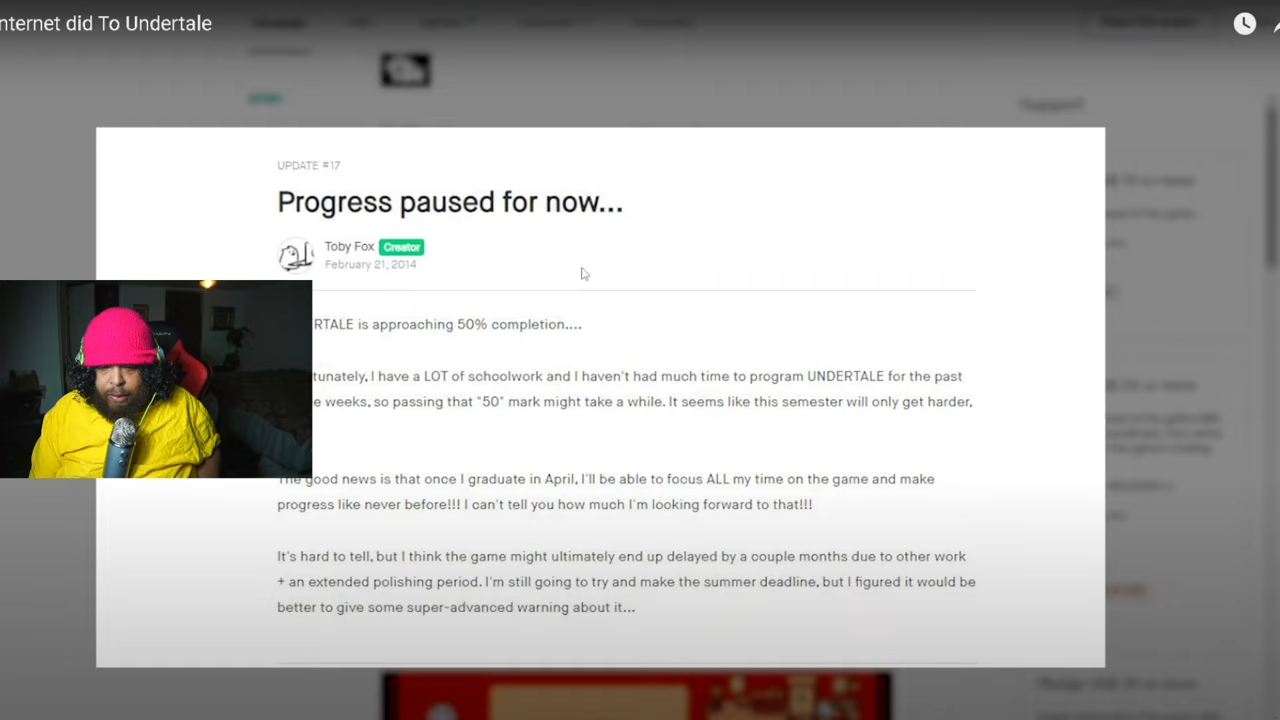 nternet did To Undertale
UPDATE #17
Progress paused for now...
Toby Fox Creator
February 21, 2014
RTALE is approaching 50% completion....
tunately, I have a LOT of schoolwork and I haven't had much time to program UNDERTALE for the past
e weeks, so passing that "50" mark might take a while. It seems like this semester will only get harder,
The good news is that once I graduate in April, I'll be able to focus ALL my time on the game and make
progress like never before!!! I can't tell you how much I'm looking forward to that!!!
It's hard to tell, but I think the game might ultimately end up delayed by a couple months due to other work
+ an extended polishing period. I'm still going to try and make the summer deadline, but I figured it would be
better to give some super-advanced warning about it...
Support